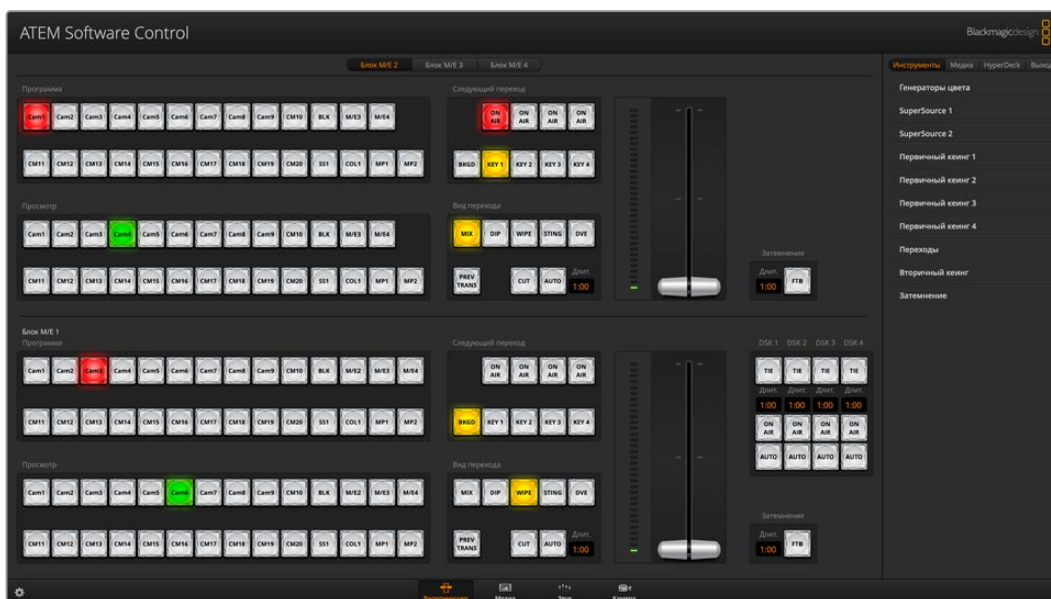 ATEM Software Control
Blackmagicdesign
Блок M/E 2 Блок M/E 3 Блок M/E 4
Инструменты Медиа HyperDeck Выход
Программа Следующий переход
Cam1 Cam2 Cam3 Cam4 Cam5 Cam6 Cam7 Cam8 Cam9 CM10 BLK M/E3 M/E4 ON AIR ON AIR ON AIR ON AIR
CM11 CM12 CM13 CM14 CM15 CM16 CM17 CM18 CM19 CM20 SS1 COL1 MP1 MP2 BKGD KEY 1 KEY 2 KEY 3 KEY 4
Просмотр Вид перехода
Cam1 Cam2 Cam3 Cam4 Cam5 Cam6 Cam7 Cam8 Cam9 CM10 BLK M/E3 M/E4 MIX DIP WIPE STING DVE
Затемнение
CM11 CM12 CM13 CM14 CM15 CM16 CM17 CM18 CM19 CM20 SS1 COL1 MP1 MP2 PREV TRANS CUT AUTO Длит. 1:00 Длит. 1:00 FTB
Генераторы цвета
SuperSource 1
SuperSource 2
Первичный кеинг 1
Первичный кеинг 2
Первичный кеинг 3
Первичный кеинг 4
Переходы
Вторичный кеинг
Затемнение
Блок M/E 1
Программа Следующий переход DSK 1 DSK 2 DSK 3 DSK 4
Cam1 Cam2 Cam3 Cam4 Cam5 Cam6 Cam7 Cam8 Cam9 CM10 BLK M/E2 M/E3 M/E4 ON AIR ON AIR ON AIR ON AIR TIE TIE TIE TIE
Длит. Длит. Длит. Длит.
1:00 1:00 1:00 1:00
CM11 CM12 CM13 CM14 CM15 CM16 CM17 CM18 CM19 CM20 SS1 COL1 MP1 MP2 BKGD KEY 1 KEY 2 KEY 3 KEY 4 ON AIR ON AIR ON AIR ON AIR
AUTO AUTO AUTO AUTO
Просмотр Вид перехода
Cam1 Cam2 Cam3 Cam4 Cam5 Cam6 Cam7 Cam8 Cam9 CM10 BLK M/E2 M/E3 M/E4 MIX DIP WIPE STING DVE
Затемнение
CM11 CM12 CM13 CM14 CM15 CM16 CM17 CM18 CM19 CM20 SS1 COL1 MP1 MP2 PREV TRANS CUT AUTO Длит. 1:00 Длит. 1:00 FTB
Медиа Звук Камера